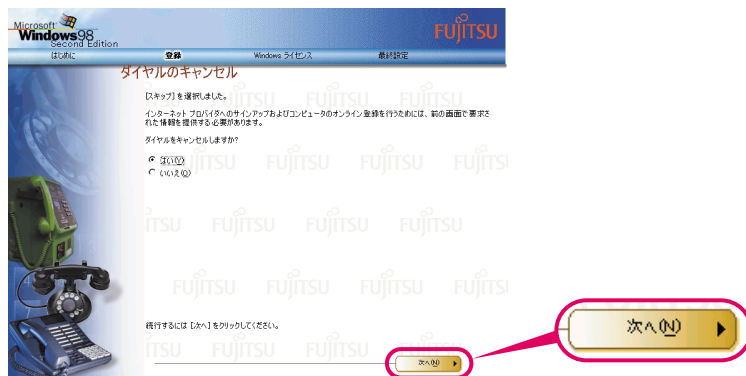 Microsoft
Windows98
Second Edition
FUJITSU
はじめに 登録 Windows ライセンス 最終設定
ダイヤルのキャンセル
[スキップ] を選択しました。
インターネット プロバイダへのサインアップおよびコンピュータのオンライン登録を行うためには、前の画面で要求さ
れた情報を提供する必要があります。
ダイヤルをキャンセルしますか?
はい(Y)
いいえ(O)
続行するには [次へ] をクリックしてください。
次へ(N)
次へ(N)